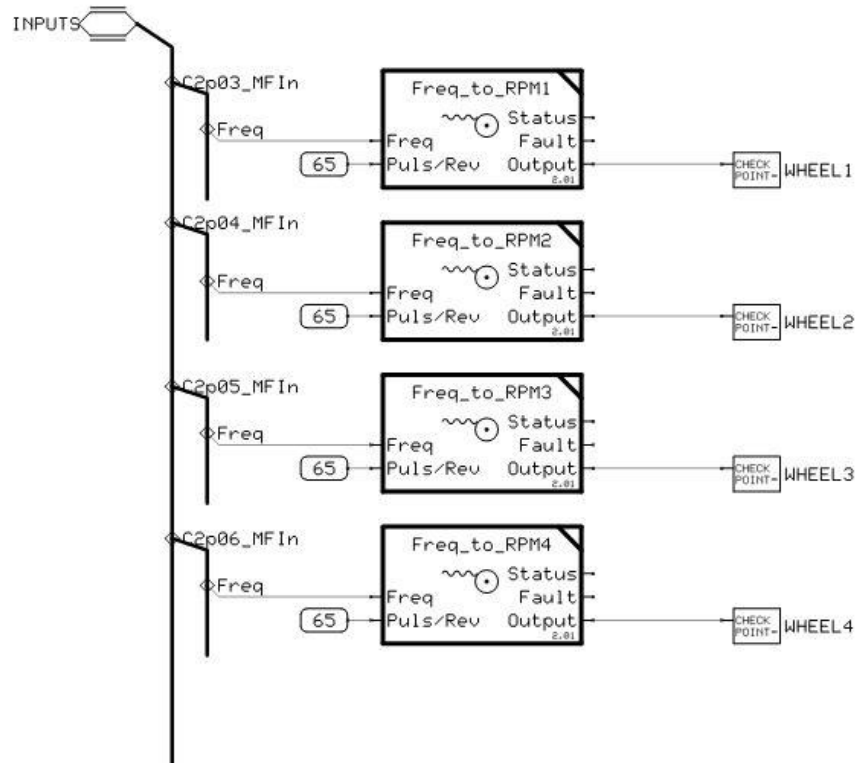 INPUTS
C2p03_MFIn
Freq_to_RPM1
Status
Freq
Freq
Fault
65
Puls/Rev
Output
2.01
CHECK
POINT-
WHEEL1
C2p04_MFIn
Freq_to_RPM2
Status
Freq
Freq
Fault
65
Puls/Rev
Output
2.01
CHECK
POINT-
WHEEL2
C2p05_MFIn
Freq_to_RPM3
Status
Freq
Freq
Fault
65
Puls/Rev
Output
2.01
CHECK
POINT-
WHEEL3
C2p06_MFIn
Freq_to_RPM4
Status
Freq
Freq
Fault
65
Puls/Rev
Output
2.01
CHECK
POINT-
WHEEL4